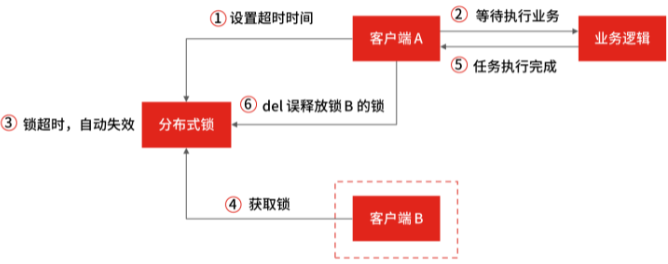 ① 设置超时时间
客户端 A
② 等待执行业务
业务逻辑
⑤ 任务执行完成
⑥ del 误释放锁 B 的锁
③ 锁超时，自动失效
分布式锁
④ 获取锁
客户端 B